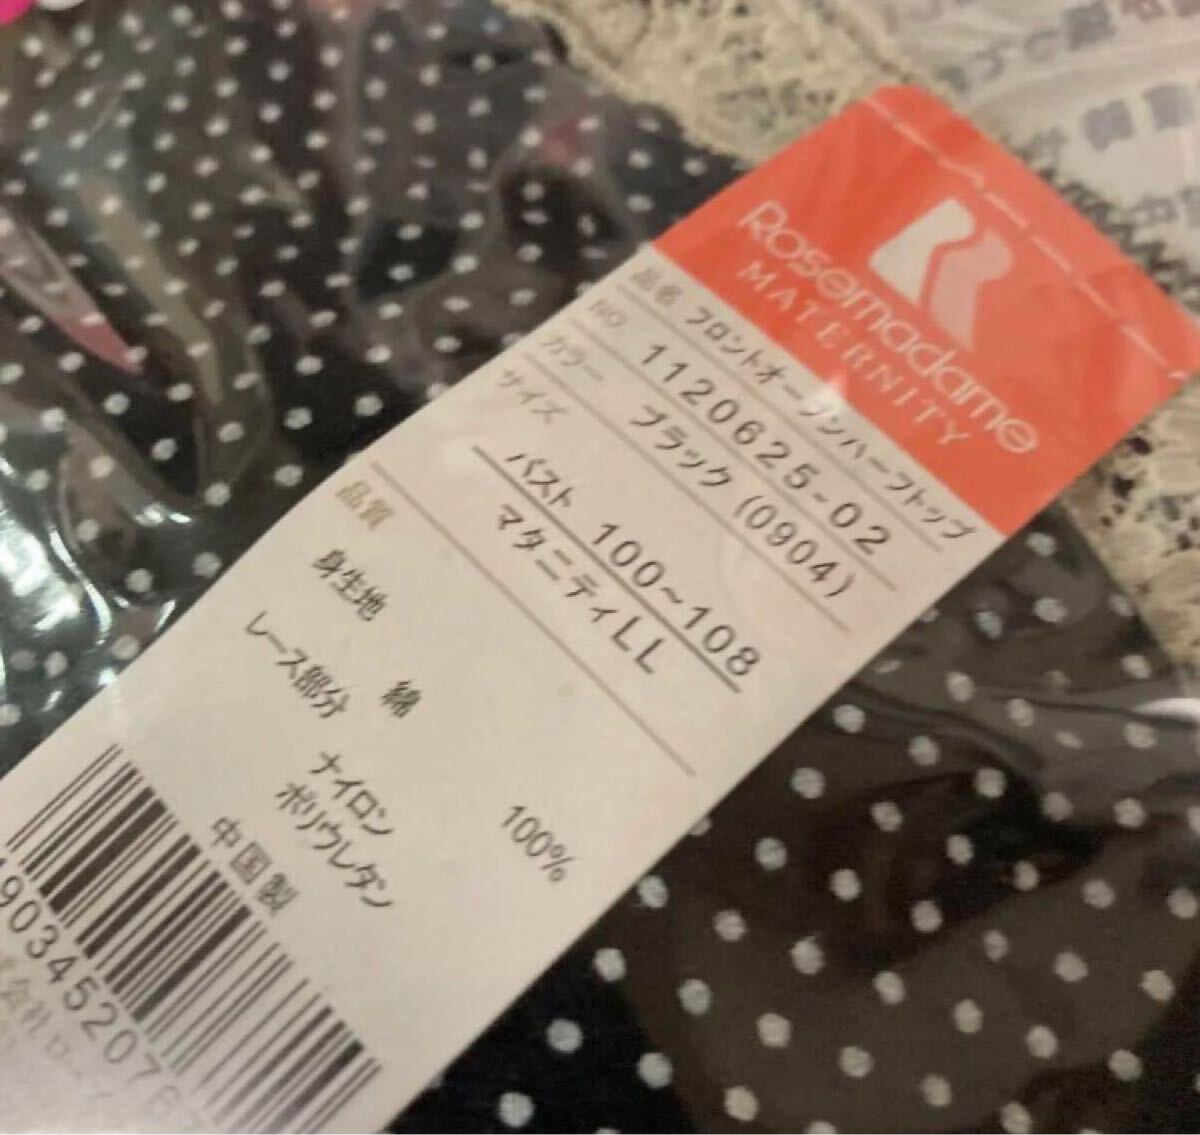 Rosemadame
MATERNITY
品名 フロントオープンハーフトップ
NO. 1120625-02
カラー ブラック (0904)
サイズ バスト 100~108
マタニティLL
品質
身生地 綿 100%
レース部分 ナイロン
ポリウレタン
中国製